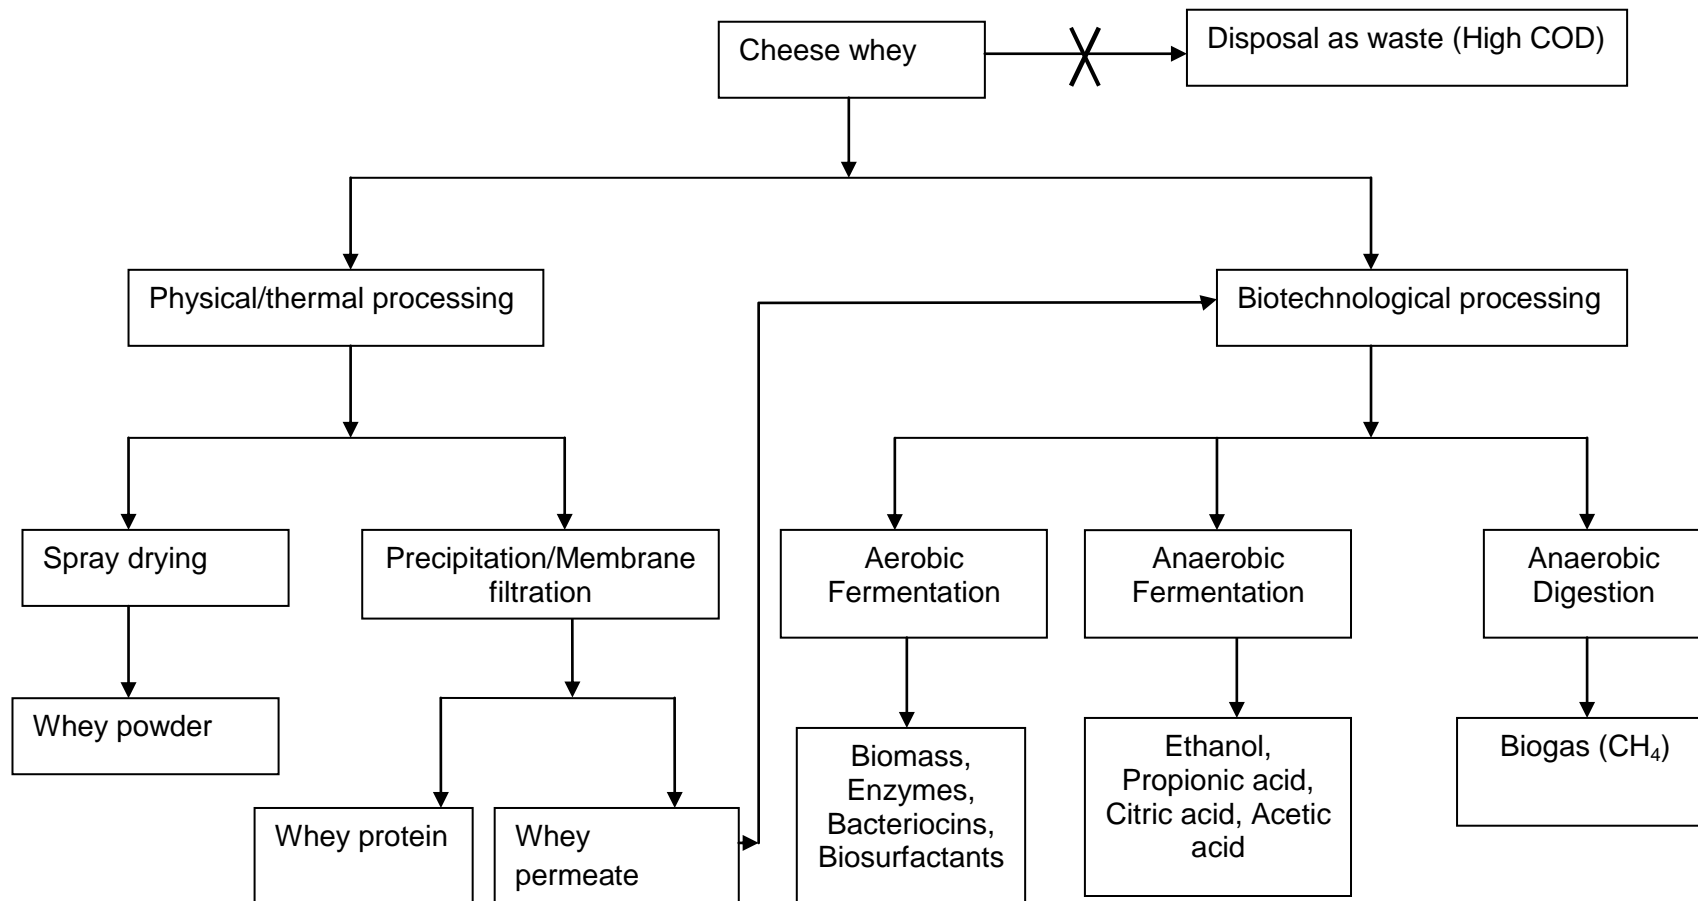 Cheese whey
Disposal as waste (High COD)
Physical/thermal processing
Biotechnological processing
Spray drying
Precipitation/Membrane
filtration
Aerobic
Fermentation
Anaerobic
Fermentation
Anaerobic
Digestion
Whey powder
Biomass,
Enzymes,
Bacteriocins,
Biosurfactants
Ethanol,
Propionic acid,
Citric acid, Acetic
acid
Biogas (CH₄)
Whey protein
Whey
permeate